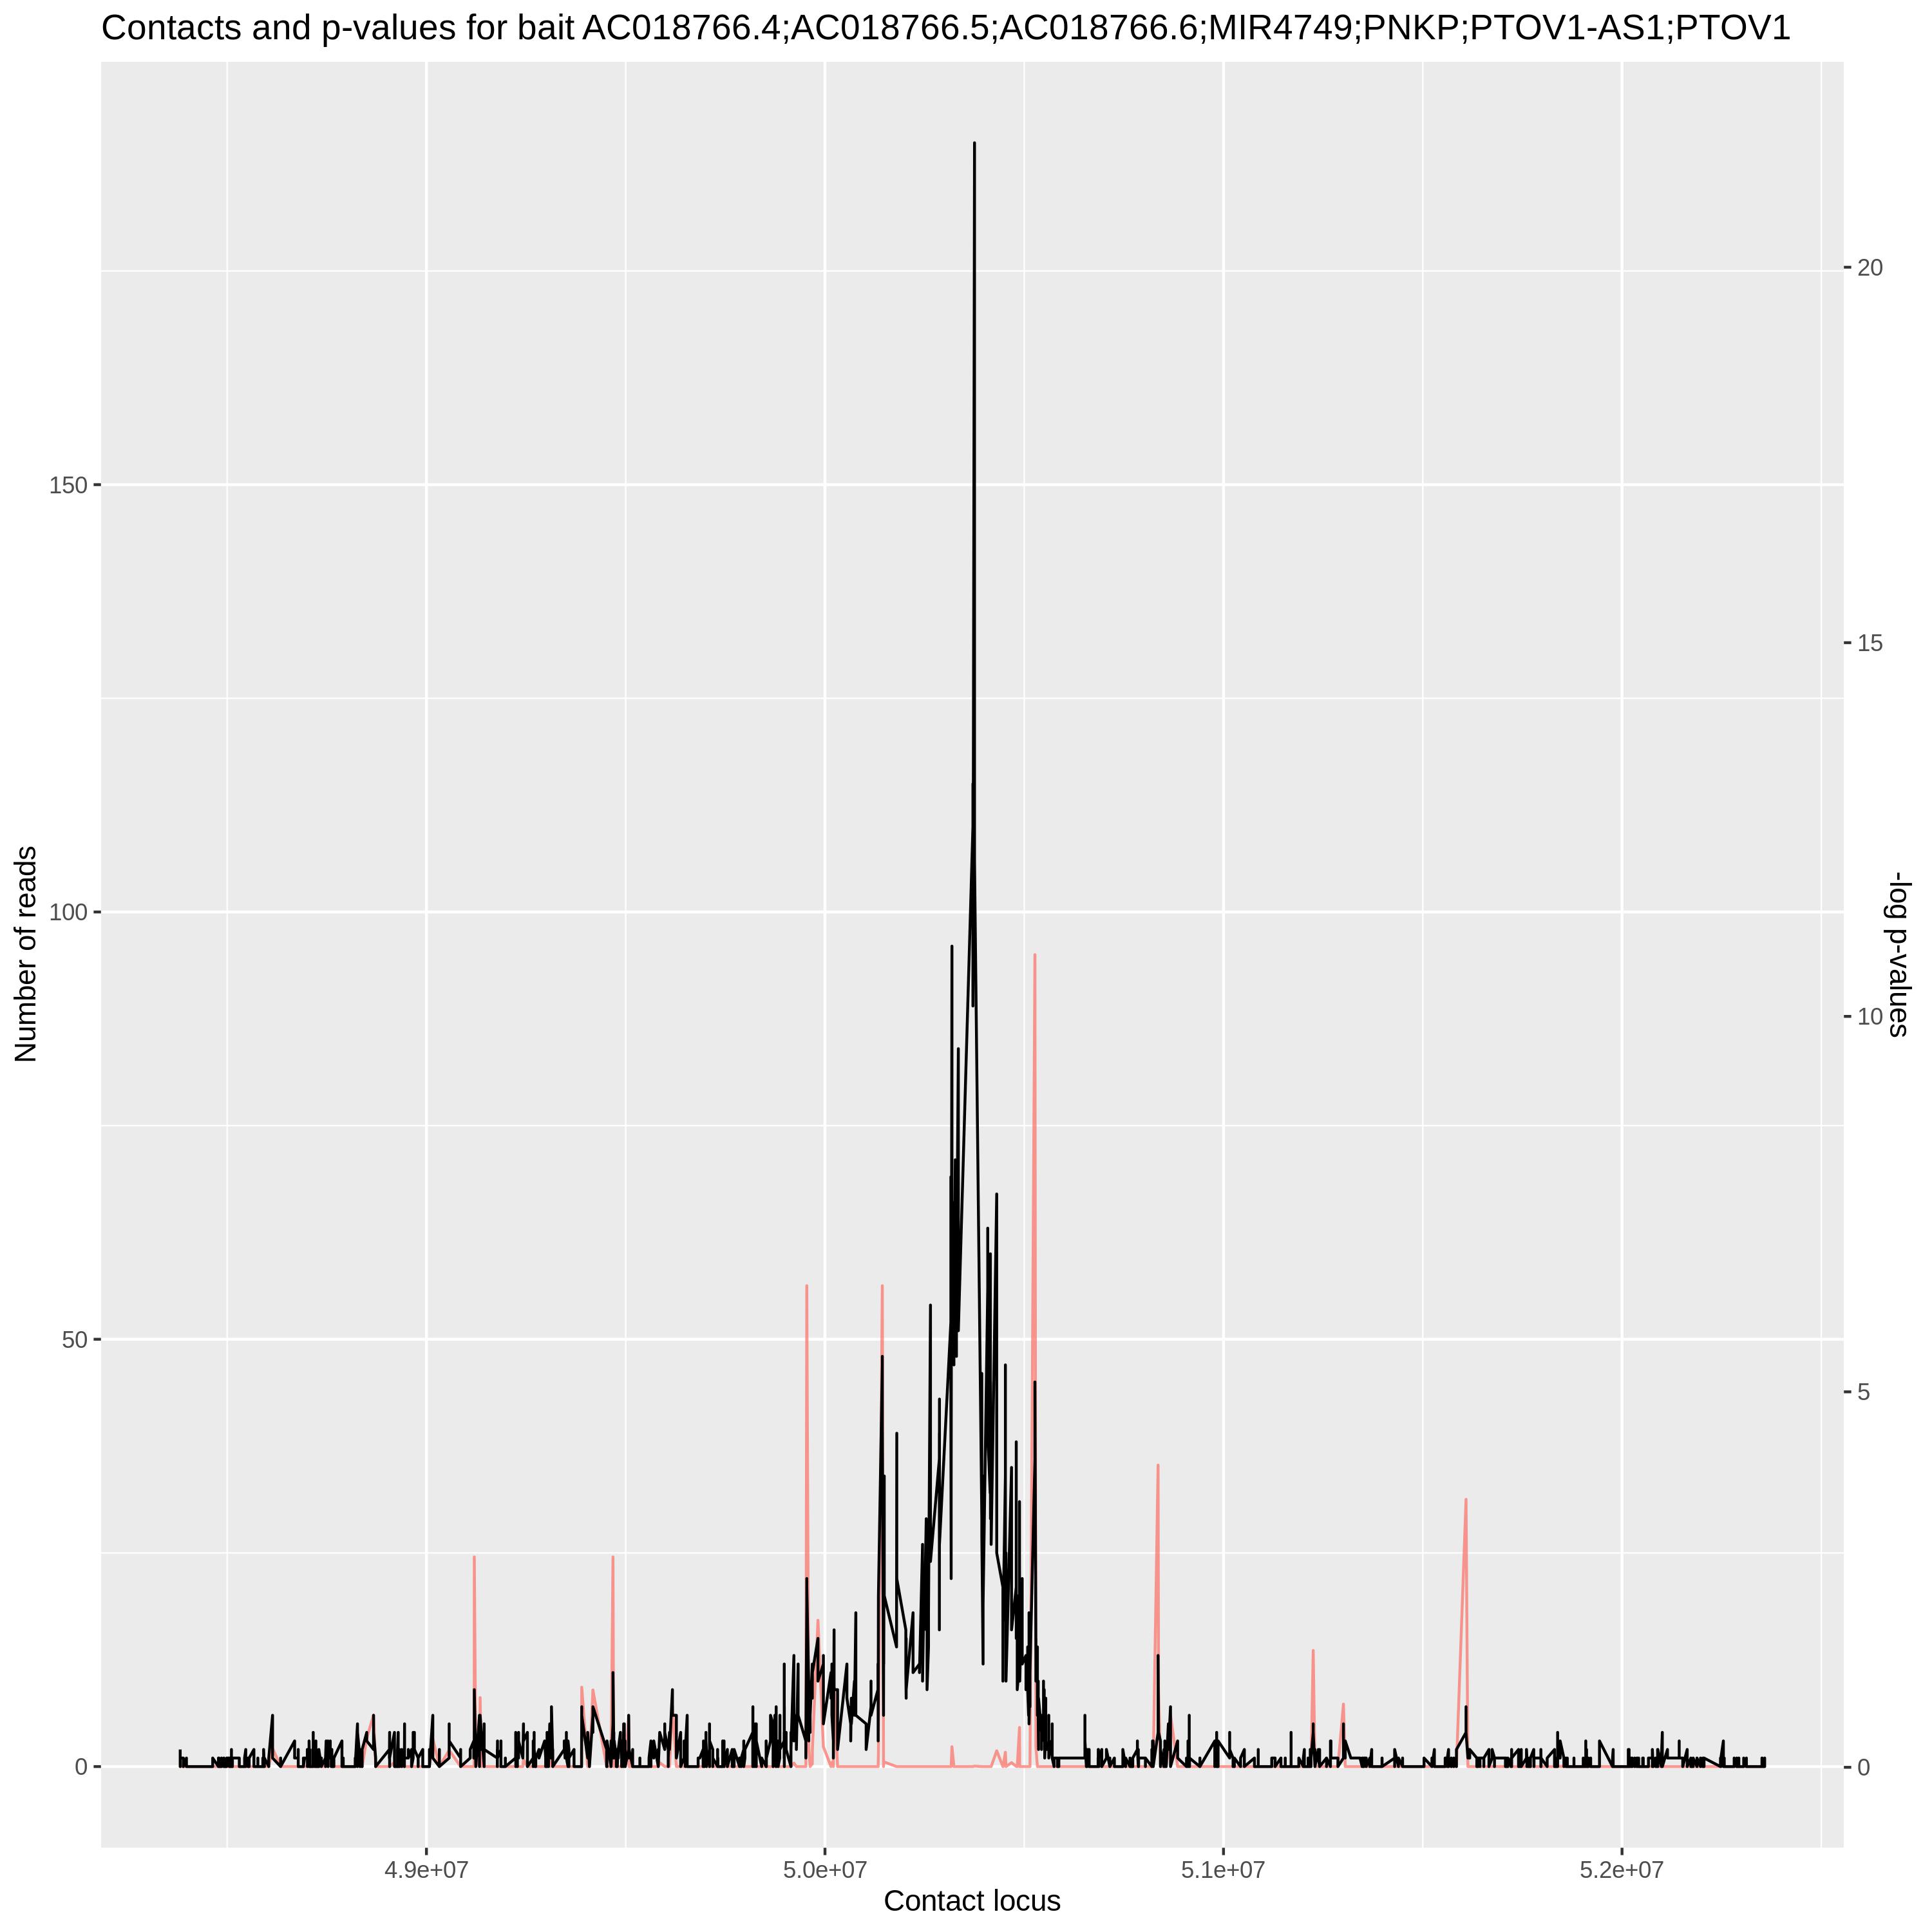 Contacts and p-values for bait AC018766.4;AC018766.5;AC018766.6;MIR4749;PNKP;PTOV1-AS1;PTOV1
Number of reads
150
100
50
0
20
15
10
5
0
-log p-values
4.9e+07
5.0e+07
5.1e+07
5.2e+07
Contact locus